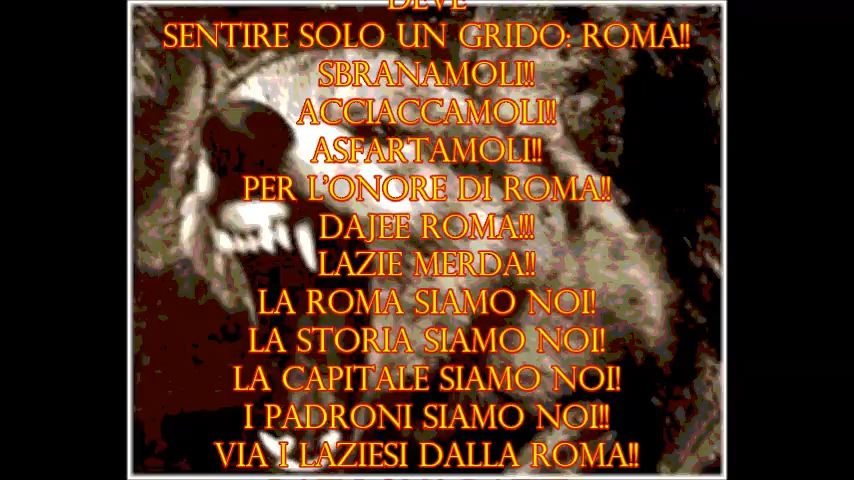 DEVE
SENTIRE SOLO UN GRIDO: ROMA!!
SBRANAMOLI!!
ACCIACCAMOLI!!
ASFARTAMOLI!!
PER L'ONORE DI ROMA!!
DAJEE ROMA!!!
LAZIE MERDA!!
LA ROMA SIAMO NOI!
LA STORIA SIAMO NOI!
LA CAPITALE SIAMO NOI!
I PADRONI SIAMO NOI!!
VIA I LAZIESI DALLA ROMA!!